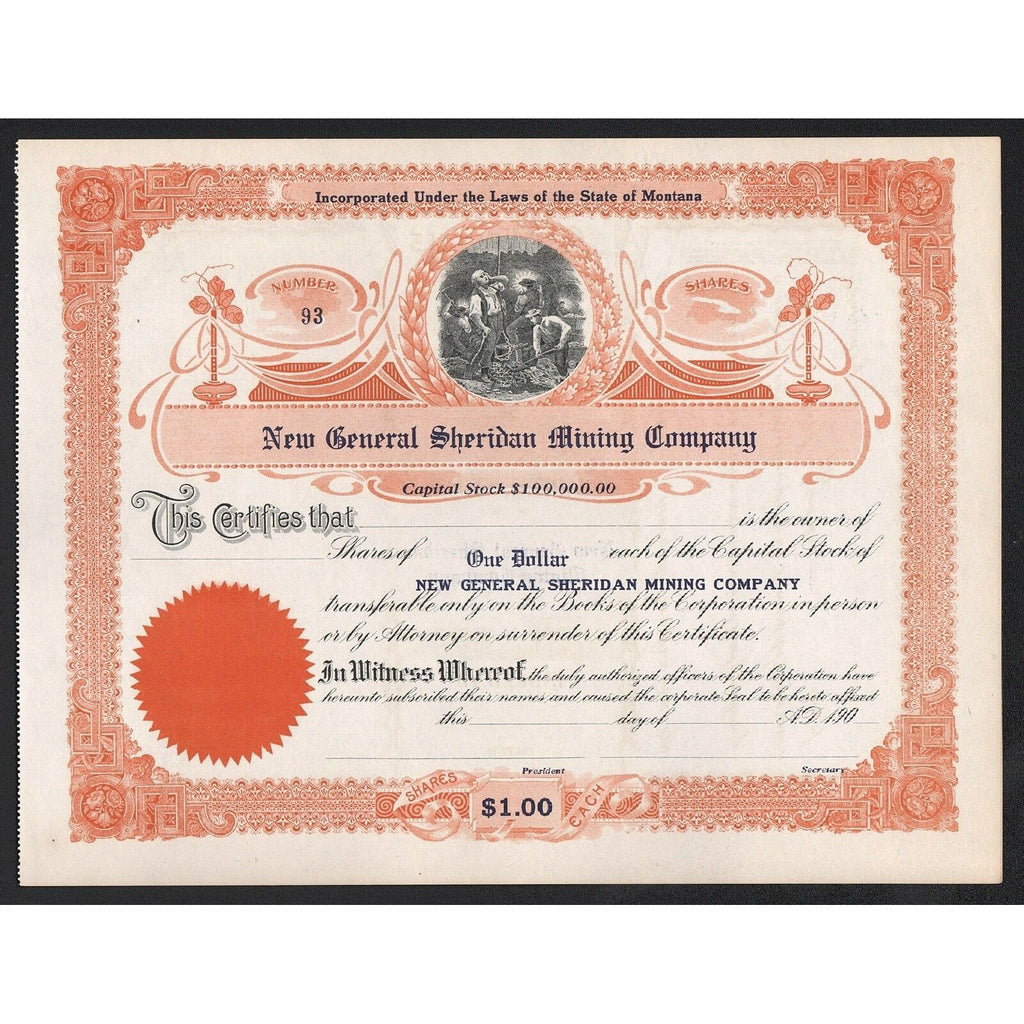 Incorporated Under the Laws of the State of Montana
NUMBER
93
SHARES
New General Sheridan Mining Company
Capital Stock $100,000.00
This Certifies that is the owner of
Shares of One Dollar each of the Capital Stock of
NEW GENERAL SHERIDAN MINING COMPANY
transferable only on the Books of the Corporation in person
or by Attorney on surrender of this Certificate.
In Witness Whereof, the duly authorized officers of the Corporation have
hereunto subscribed their names and caused the corporate Seal to be hereto affixed
this day of A.D. 190
President Secretary
SHARES $1.00 EACH